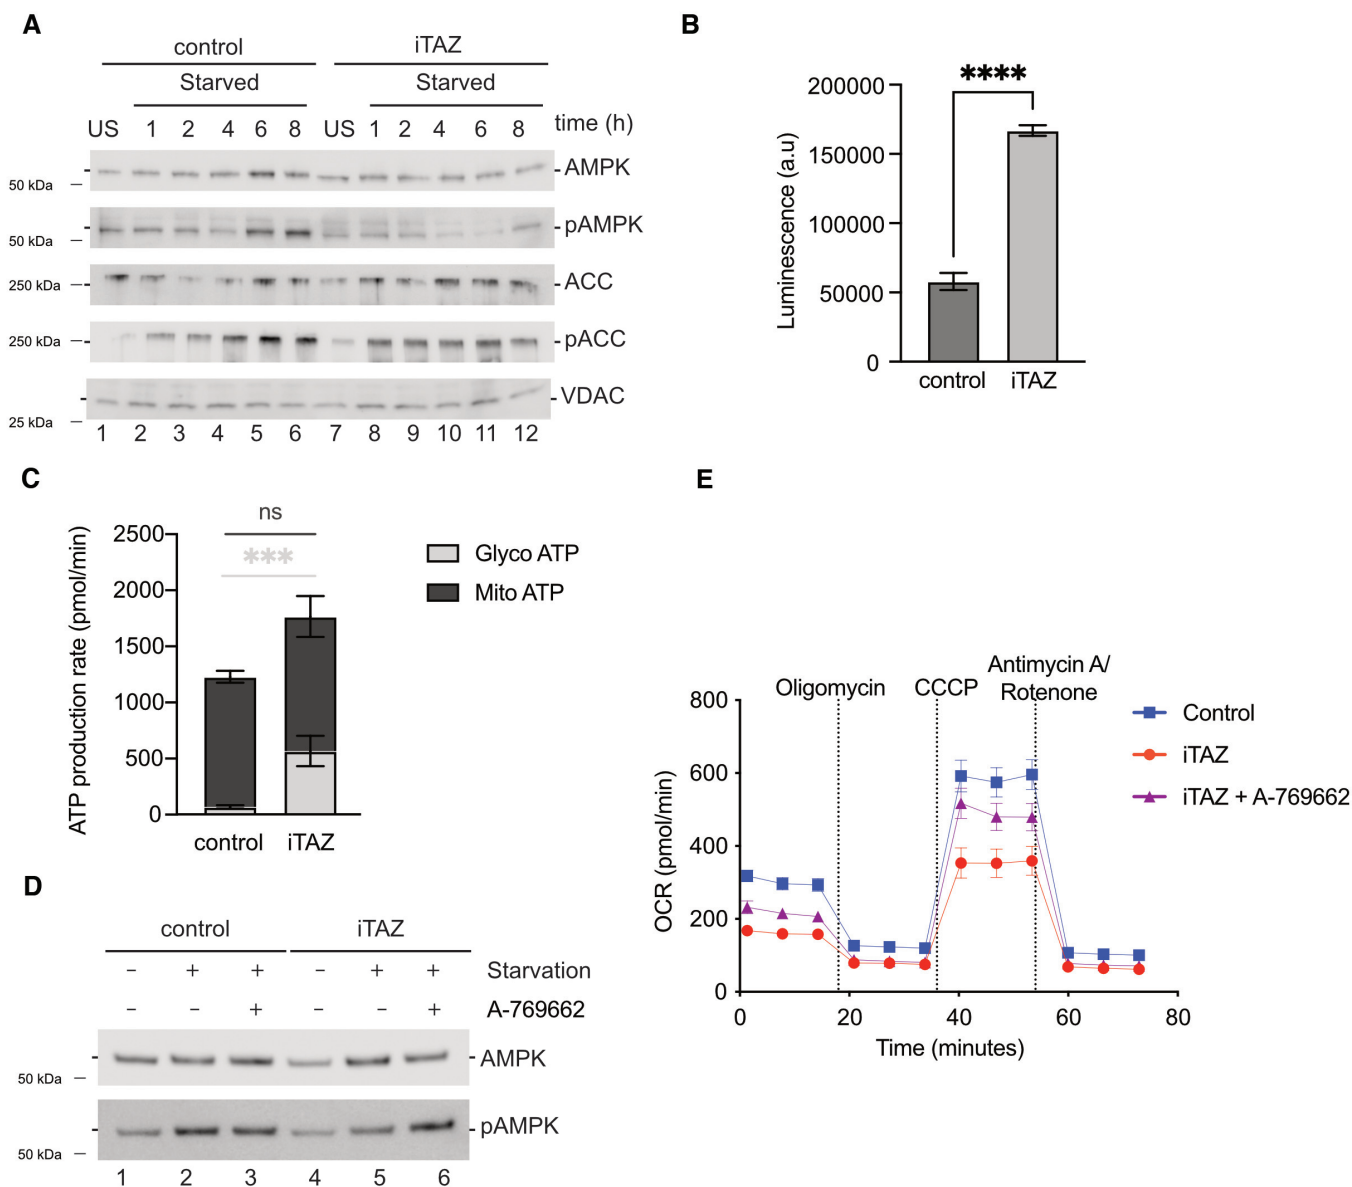 A
control
iTAZ
Starved
Starved
US 1 2 4 6 8 US 1 2 4 6 8 time (h)
AMPK
50 kDa
pAMPK
50 kDa
ACC
250 kDa
pACC
250 kDa
VDAC
25 kDa
1 2 3 4 5 6 7 8 9 10 11 12
B
****
200000
150000
100000
50000
0
Luminescence (a.u)
control iTAZ
C
ns
***
2500
2000
1500
1000
500
0
ATP production rate (pmol/min)
control iTAZ
Glyco ATP
Mito ATP
D
control iTAZ
– + + – + + Starvation
– – + – – + A-769662
AMPK
50 kDa
pAMPK
50 kDa
1 2 3 4 5 6
E
Antimycin A/
Rotenone
Oligomycin
CCCP
800
600
400
200
0
OCR (pmol/min)
0 20 40 60 80
Time (minutes)
Control
iTAZ
iTAZ + A-769662